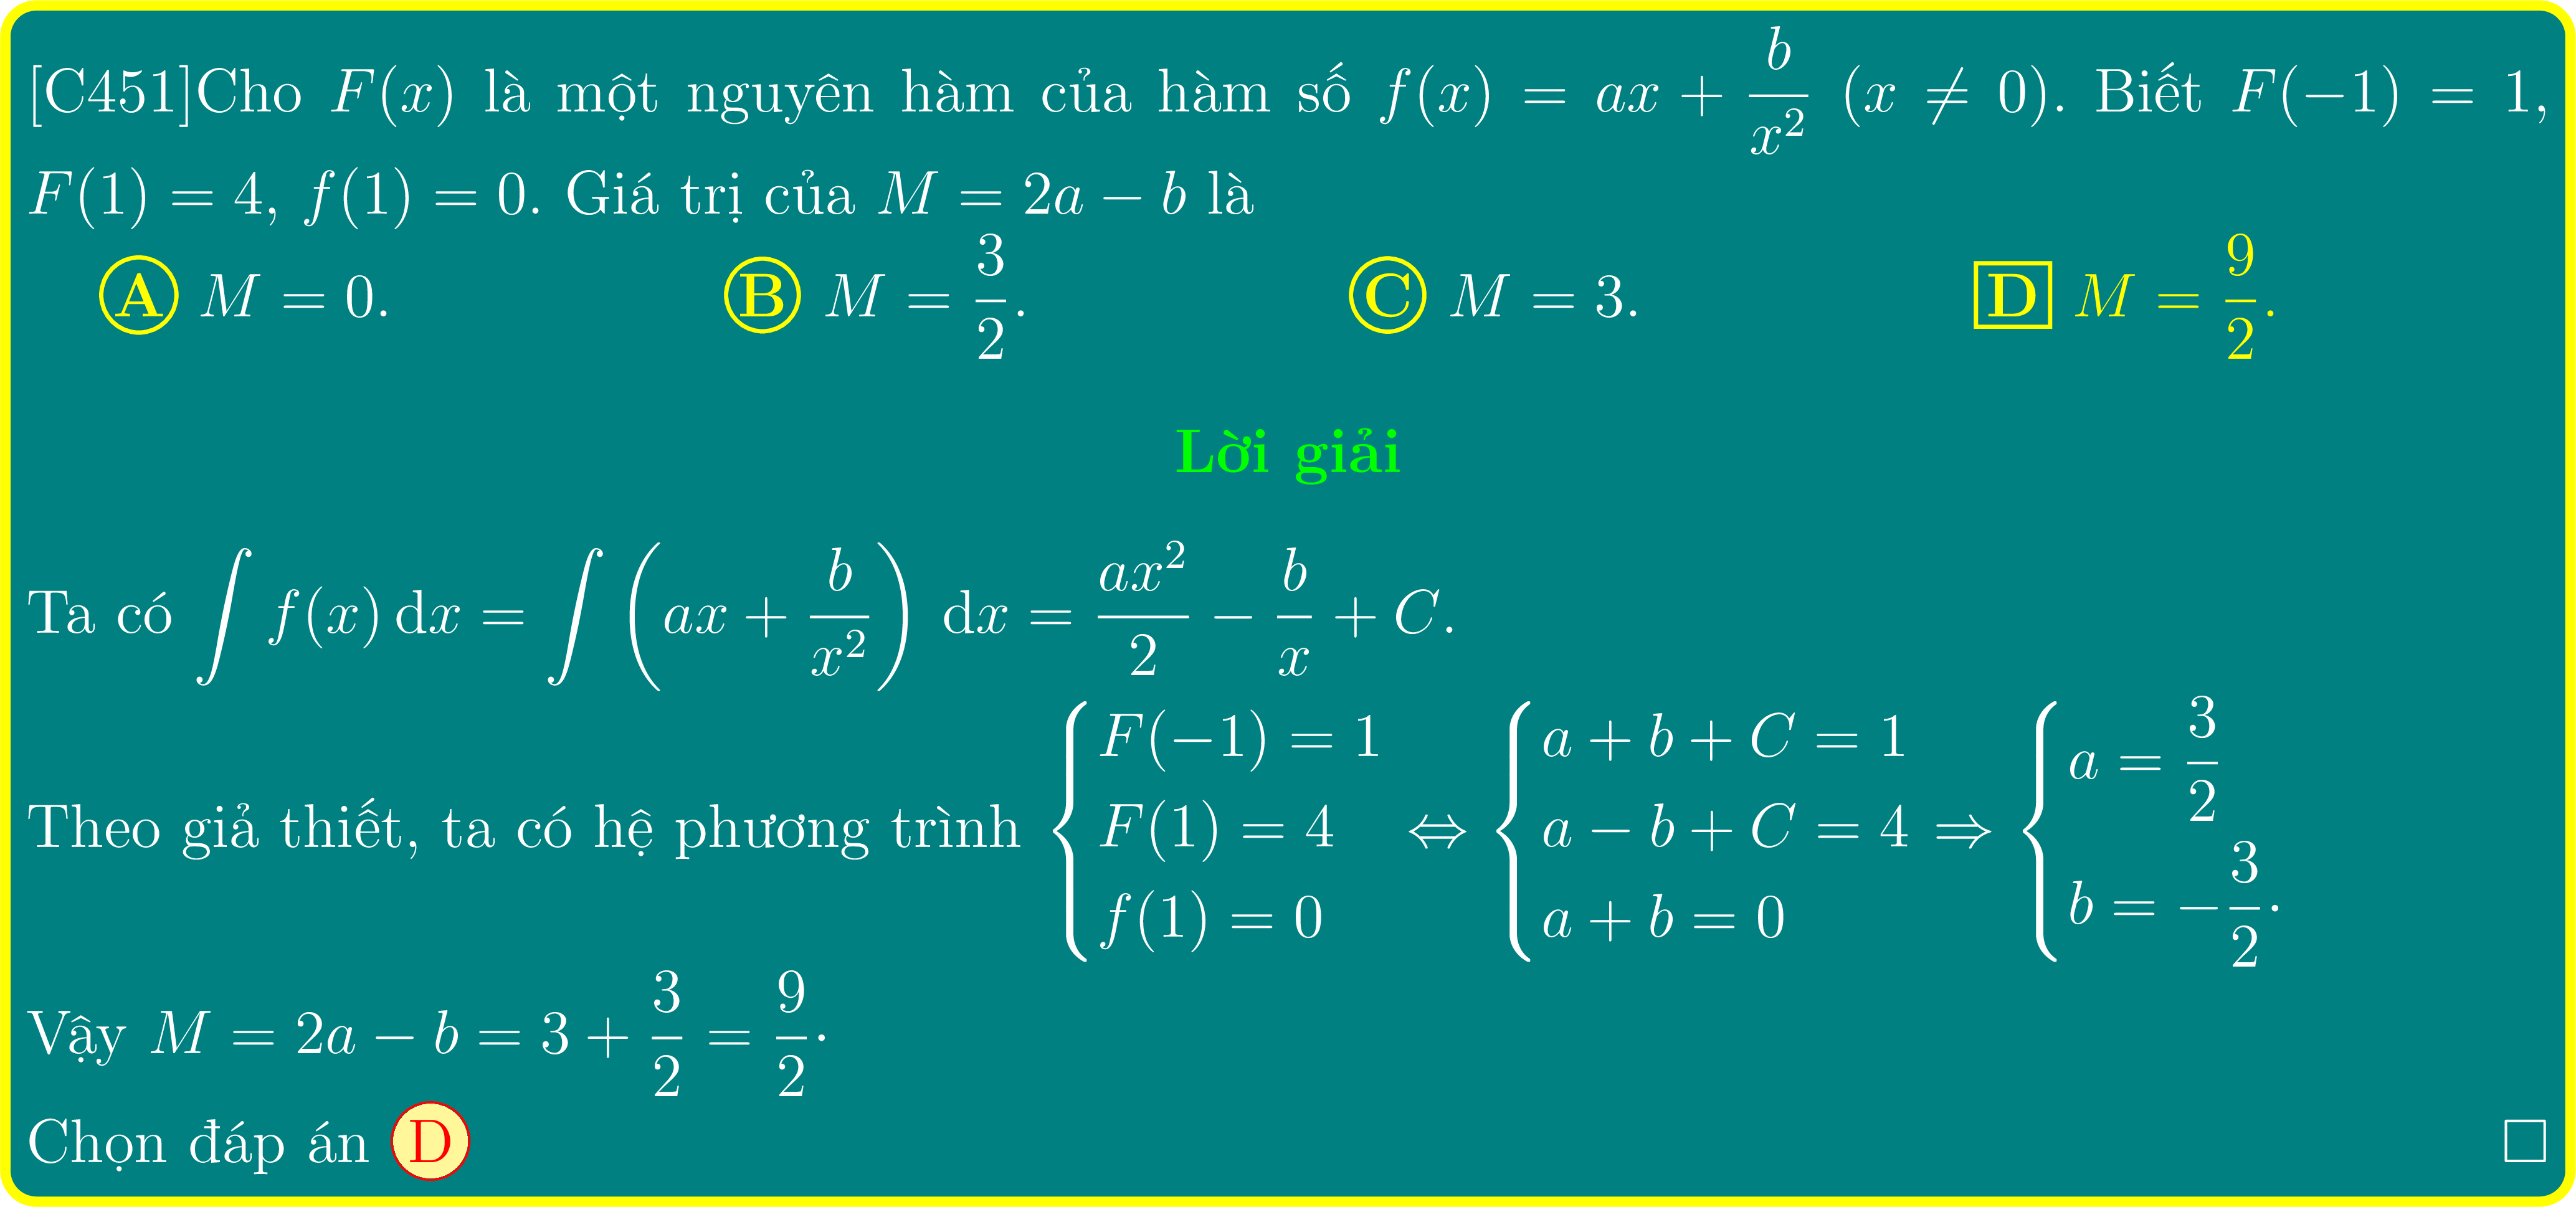 [C451]Cho F(x) là một nguyên hàm của hàm số f(x) = ax + \frac{b}{x^2} (x ≠ 0). Biết F(−1) = 1,
F(1) = 4, f(1) = 0. Giá trị của M = 2a − b là
A M = 0. B M = \frac{3}{2}. C M = 3. D M = \frac{9}{2}.
Lời giải
Ta có \int f(x) dx = \int \left( ax + \frac{b}{x^2} \right) dx = \frac{ax^2}{2} − \frac{b}{x} + C.
Theo giả thiết, ta có hệ phương trình \begin{cases} F(−1) = 1 \\ F(1) = 4 \\ f(1) = 0 \end{cases} ⇔ \begin{cases} a + b + C = 1 \\ a − b + C = 4 \\ a + b = 0 \end{cases} ⇒ \begin{cases} a = \frac{3}{2} \\ b = −\frac{3}{2}· \end{cases}
Vậy M = 2a − b = 3 + \frac{3}{2} = \frac{9}{2}·
Chọn đáp án D □